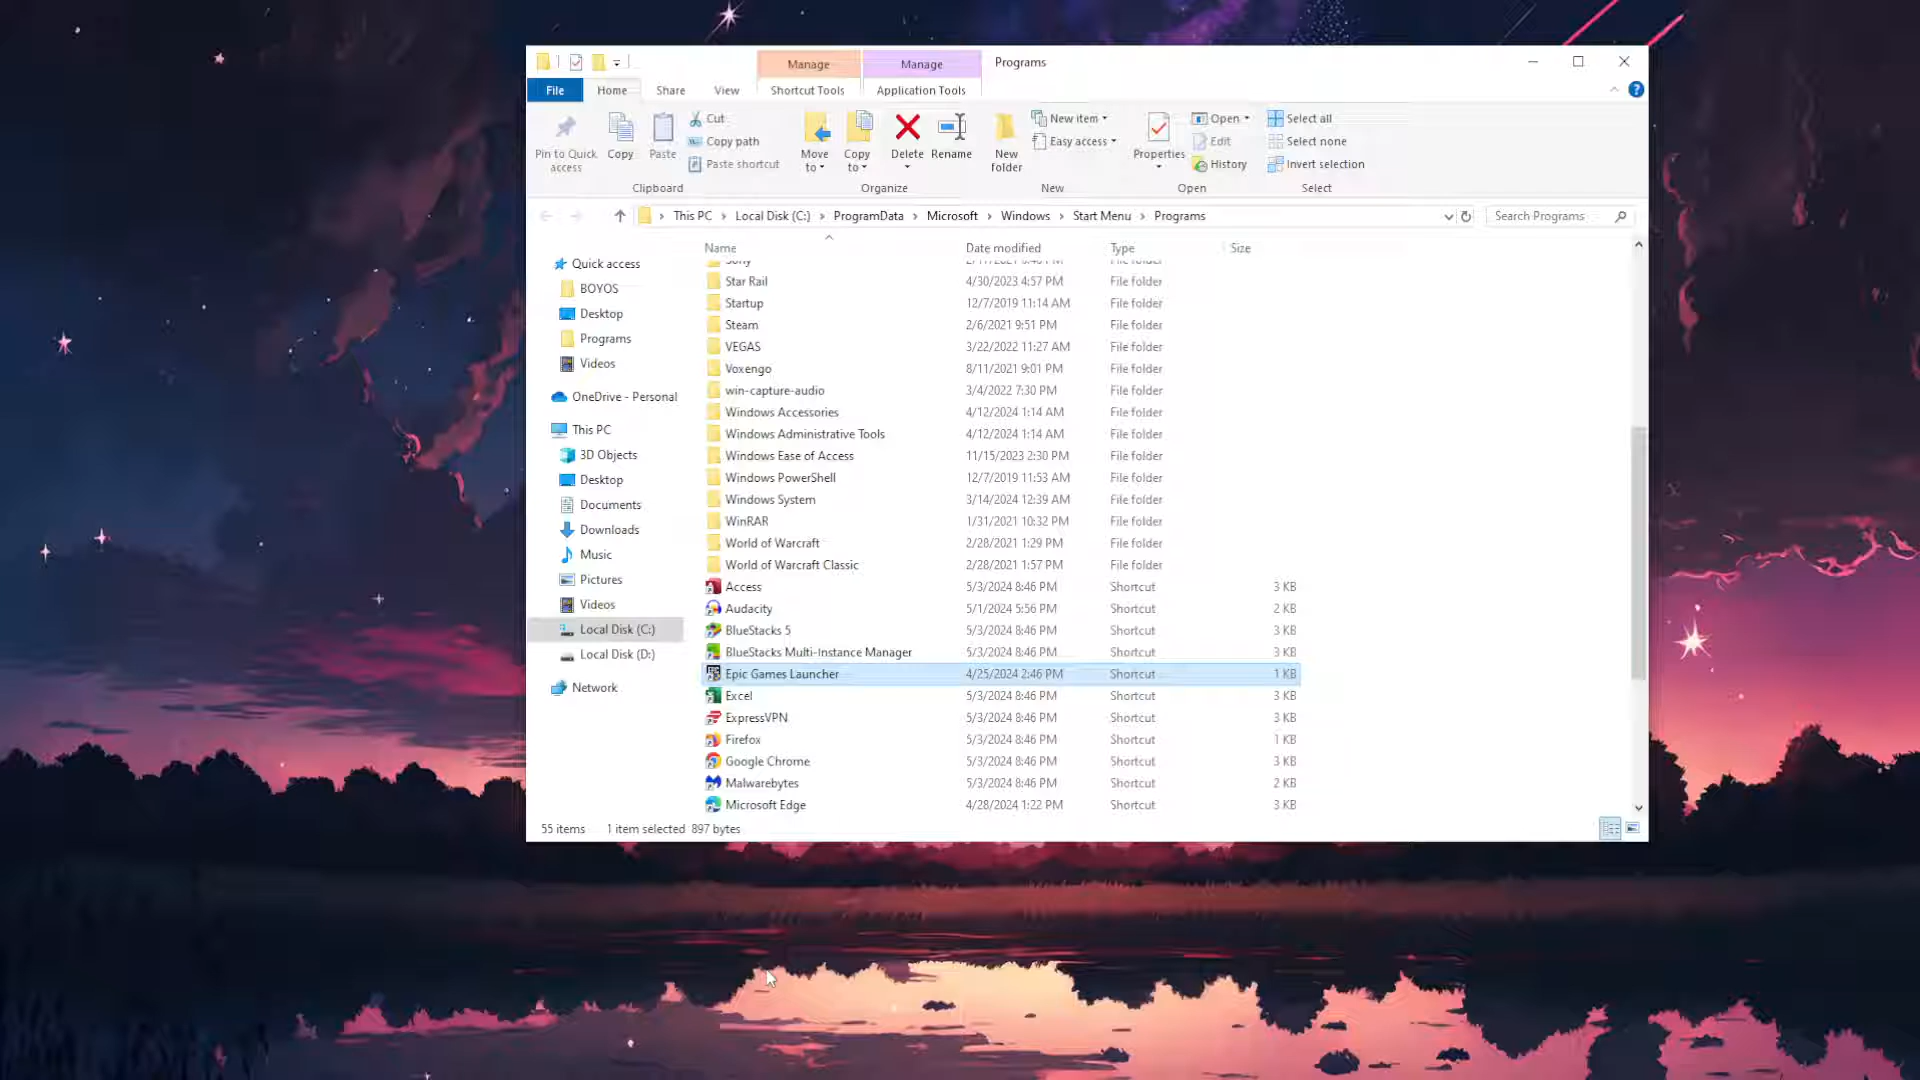 Manage
Manage
Programs
File
Home
Share
View
Shortcut Tools
Application Tools
Pin to Quick access
Copy
Paste
Cut
Copy path
Paste shortcut
Clipboard
Move to
Copy to
Delete
Rename
Organize
New folder
New item
Easy access
New
Properties
Open
Edit
History
Open
Select all
Select none
Invert selection
Select
This PC > Local Disk (C:) > ProgramData > Microsoft > Windows > Start Menu > Programs
Search Programs
Name Date modified Type Size
Quick access
BOYOS
Desktop
Programs
Videos
OneDrive - Personal
This PC
3D Objects
Desktop
Documents
Downloads
Music
Pictures
Videos
Local Disk (C:)
Local Disk (D:)
Network
Star Rail 4/30/2023 4:57 PM File folder
Startup 12/7/2019 11:14 AM File folder
Steam 2/6/2021 9:51 PM File folder
VEGAS 3/22/2022 11:27 AM File folder
Voxengo 8/11/2021 9:01 PM File folder
win-capture-audio 3/4/2022 7:30 PM File folder
Windows Accessories 4/12/2024 1:14 AM File folder
Windows Administrative Tools 4/12/2024 1:14 AM File folder
Windows Ease of Access 11/15/2023 2:30 PM File folder
Windows PowerShell 12/7/2019 11:53 AM File folder
Windows System 3/14/2024 12:39 AM File folder
WinRAR 1/31/2021 10:32 PM File folder
World of Warcraft 2/28/2021 1:29 PM File folder
World of Warcraft Classic 2/28/2021 1:57 PM File folder
Access 5/3/2024 8:46 PM Shortcut 3 KB
Audacity 5/1/2024 5:56 PM Shortcut 2 KB
BlueStacks 5 5/3/2024 8:46 PM Shortcut 3 KB
BlueStacks Multi-Instance Manager 5/3/2024 8:46 PM Shortcut 3 KB
Epic Games Launcher 4/25/2024 2:46 PM Shortcut 1 KB
Excel 5/3/2024 8:46 PM Shortcut 3 KB
ExpressVPN 5/3/2024 8:46 PM Shortcut 3 KB
Firefox 5/3/2024 8:46 PM Shortcut 1 KB
Google Chrome 5/3/2024 8:46 PM Shortcut 3 KB
Malwarebytes 5/3/2024 8:46 PM Shortcut 2 KB
Microsoft Edge 4/28/2024 1:22 PM Shortcut 3 KB
55 items 1 item selected 897 bytes